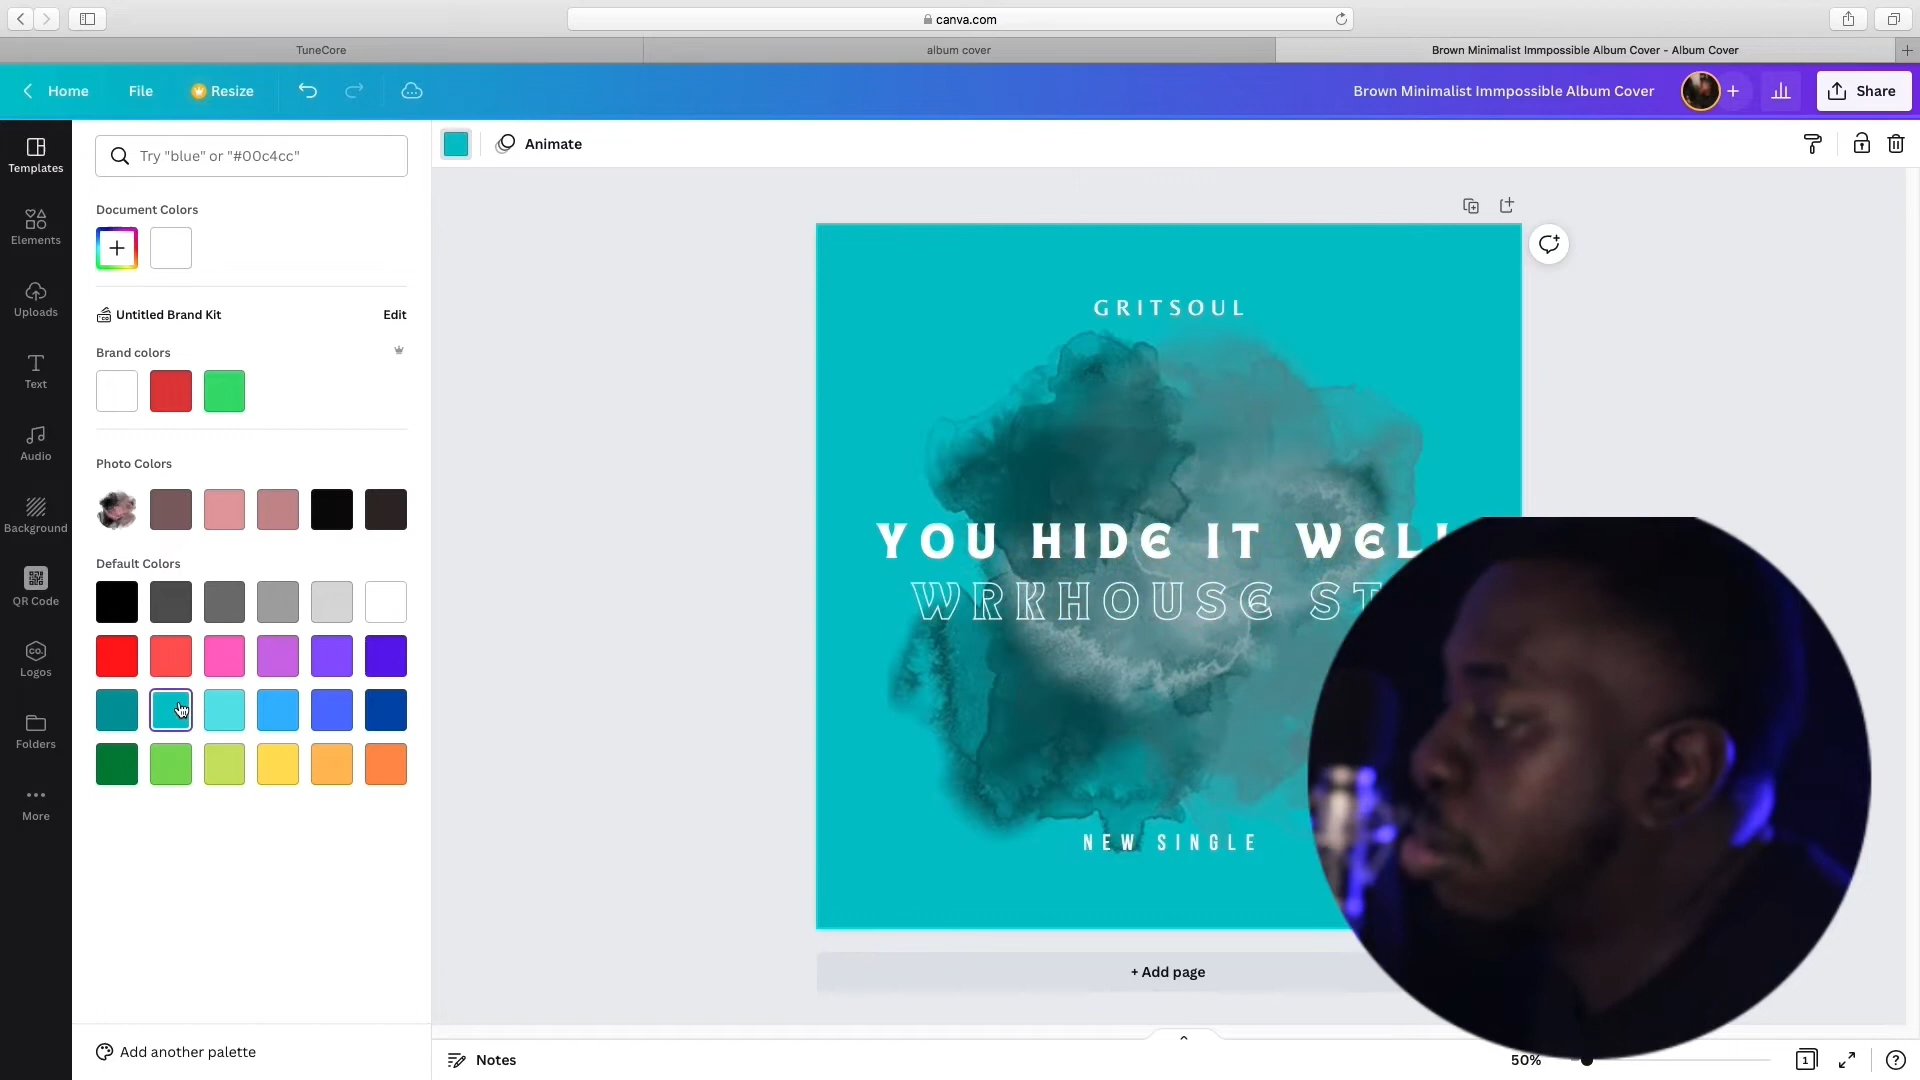 canva.com
TuneCore
album cover
Brown Minimalist Immpossible Album Cover - Album Cover
Home
File
Resize
Brown Minimalist Immpossible Album Cover
Share
Templates
Elements
Uploads
Text
Audio
Background
QR Code
CO.
Logos
Folders
More
Try "blue" or "#00c4cc"
Document Colors
Untitled Brand Kit
Edit
Brand colors
Photo Colors
Default Colors
Add another palette
Animate
GRITSOUL
YOU HIDE IT
WRKHOUSE
NEW SINGLE
+ Add page
Notes
50%
1